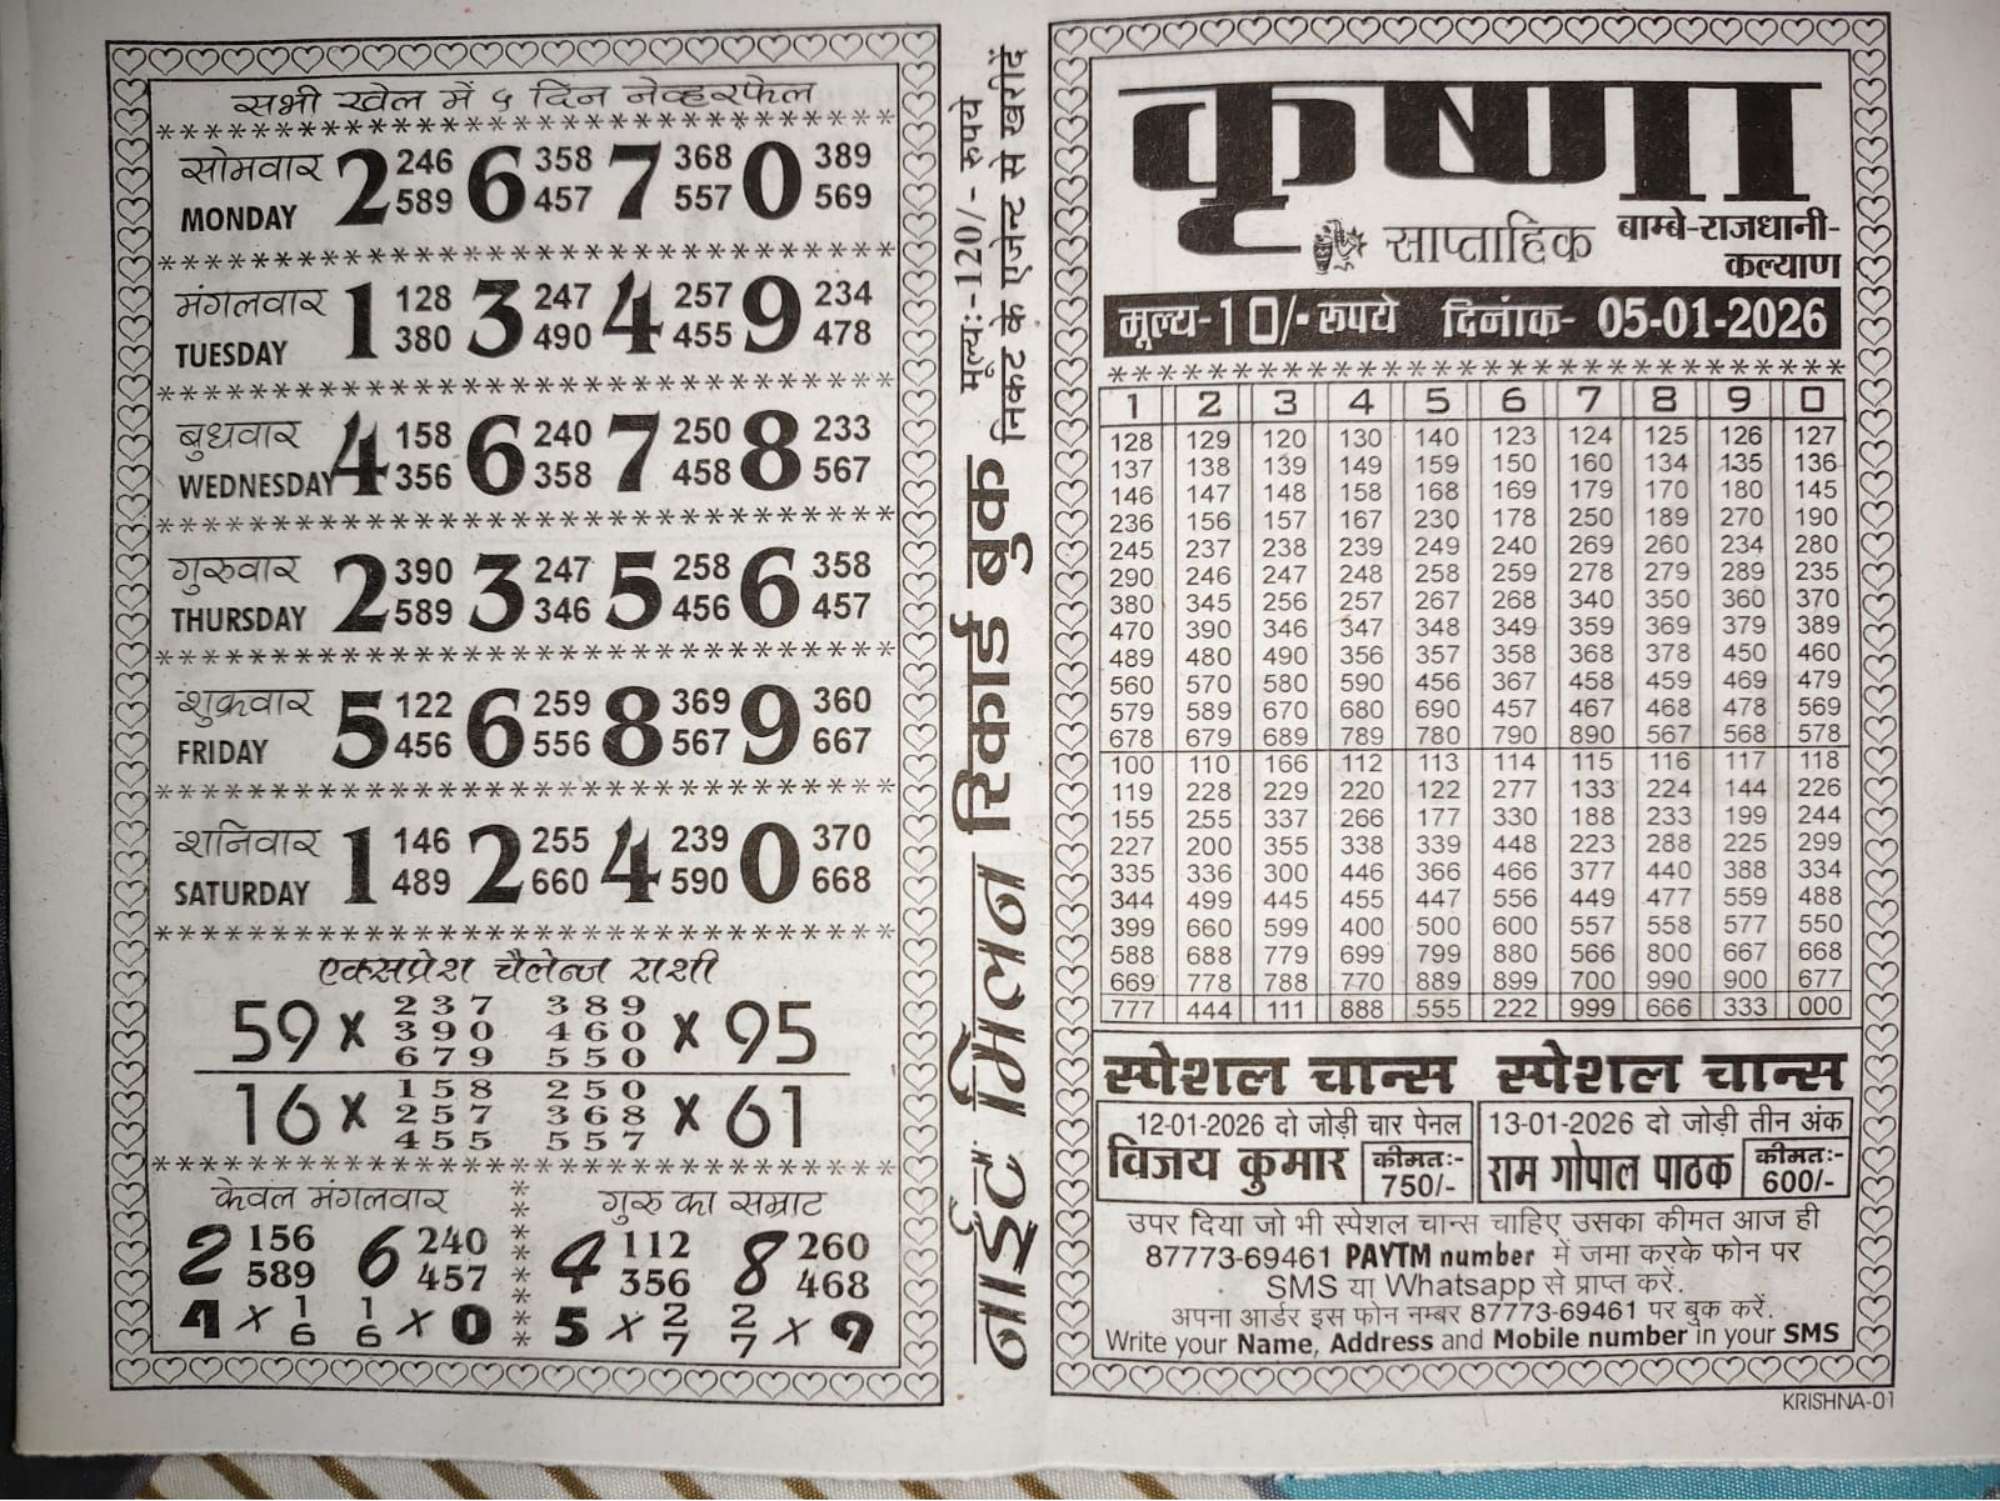 सभी खेल में ५ दिन नेव्हरफेल
सोमवार 2 246 6 358 7 368 0 389
MONDAY 589 457 557 569
मंगलवार 1 128 3 247 4 257 9 234
TUESDAY 380 490 455 478
बुधवार 4 158 6 240 7 250 8 233
WEDNESDAY 356 358 458 567
गुरुवार 2 390 3 247 5 258 6 358
THURSDAY 589 346 456 457
शुक्रवार 5 122 6 259 8 369 9 360
FRIDAY 456 556 567 667
शनिवार 1 146 2 255 4 239 0 370
SATURDAY 489 660 590 668
एक्सप्रेश चैलेन्ज राशी
59 x 237 389 x 95
390 460
679 550
16 x 158 250 x 61
257 368
455 557
केवल मंगलवार
2 156 6 240
589 457
4 x 1 1 x 0
6 6
गुरु का सम्राट
4 112 8 260
356 468
5 x 2 2 x 9
7 7
नाईट मिलन रिकार्ड बुक
मूल्य:-120/- रुपये
निकट के एजेन्ट से खरीदें
कृष्णा
साप्ताहिक बाम्बे-राजधानी-
कल्याण
मूल्य-10/- रूपये दिनांक- 05-01-2026
1 2 3 4 5 6 7 8 9 0
128 129 120 130 140 123 124 125 126 127
137 138 139 149 159 150 160 134 135 136
146 147 148 158 168 169 179 170 180 145
236 156 157 167 230 178 250 189 270 190
245 237 238 239 249 240 269 260 234 280
290 246 247 248 258 259 278 279 289 235
380 345 256 257 267 268 340 350 360 370
470 390 346 347 348 349 359 369 379 389
489 480 490 356 357 358 368 378 450 460
560 570 580 590 456 367 458 459 469 479
579 589 670 680 690 457 467 468 478 569
678 679 689 789 780 790 890 567 568 578
100 110 166 112 113 114 115 116 117 118
119 228 229 220 122 277 133 224 144 226
155 255 337 266 177 330 188 233 199 244
227 200 355 338 339 448 223 288 225 299
335 336 300 446 366 466 377 440 388 334
344 499 445 455 447 556 449 477 559 488
399 660 599 400 500 600 557 558 577 550
588 688 779 699 799 880 566 800 667 668
669 778 788 770 889 899 700 990 900 677
777 444 111 888 555 222 999 666 333 000
स्पेशल चान्स स्पेशल चान्स
12-01-2026 दो जोड़ी चार पेनल
विजय कुमार कीमतः-
750/-
13-01-2026 दो जोड़ी तीन अंक
राम गोपाल पाठक कीमतः-
600/-
उपर दिया जो भी स्पेशल चान्स चाहिए उसका कीमत आज ही
87773-69461 PAYTM number में जमा करके फोन पर
SMS या Whatsapp से प्राप्त करें.
अपना आर्डर इस फोन नम्बर 87773-69461 पर बुक करें.
Write your Name, Address and Mobile number in your SMS
KRISHNA-01